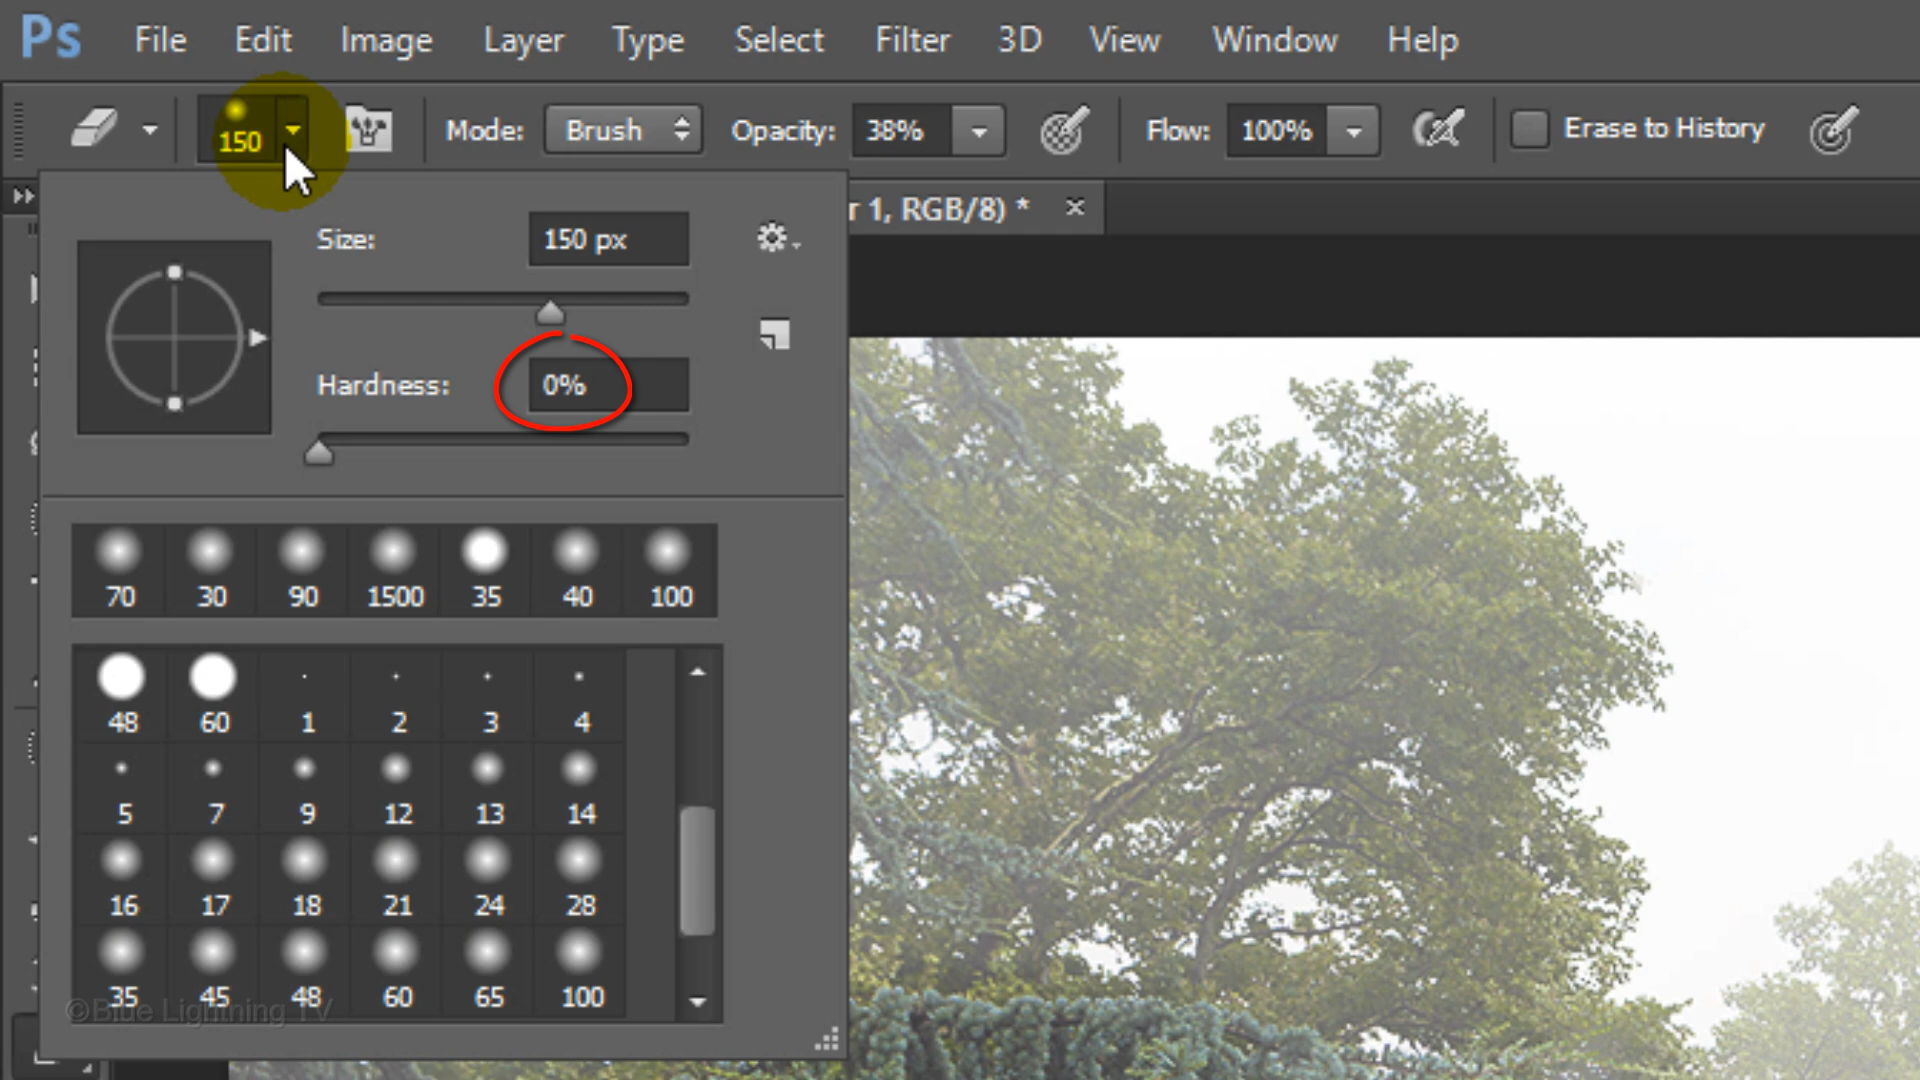 Ps File Edit Image Layer Type Select Filter 3D View Window Help
150 Mode: Brush Opacity: 38% Flow: 100% Erase to History
r 1, RGB/8) * ×
Size: 150 px
Hardness: 0%
70 30 90 1500 35 40 100
48 60 1 2 3 4
5 7 9 12 13 14
16 17 18 21 24 28
35 45 48 60 65 100
©Blue Lightning TV